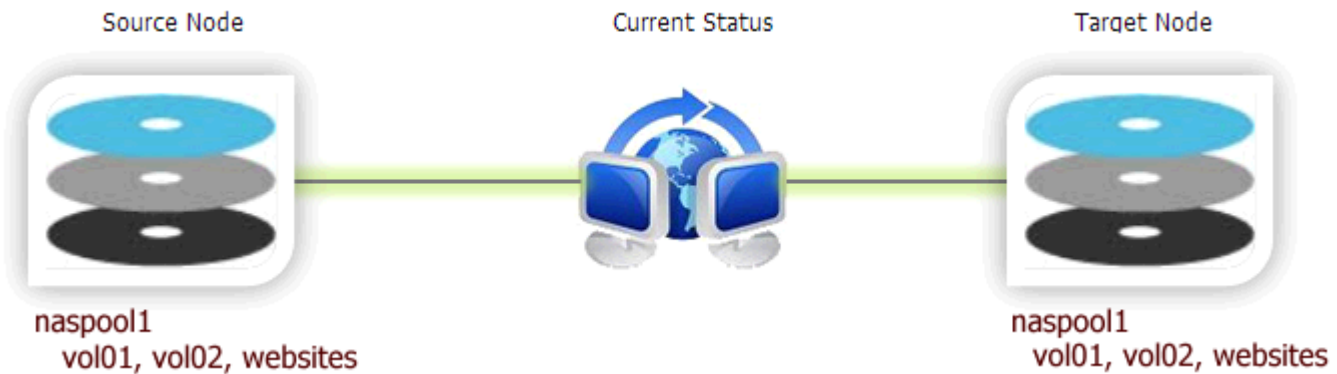 Source Node
Current Status
Target Node
naspool1
vol01, vol02, websites
naspool1
vol01, vol02, websites